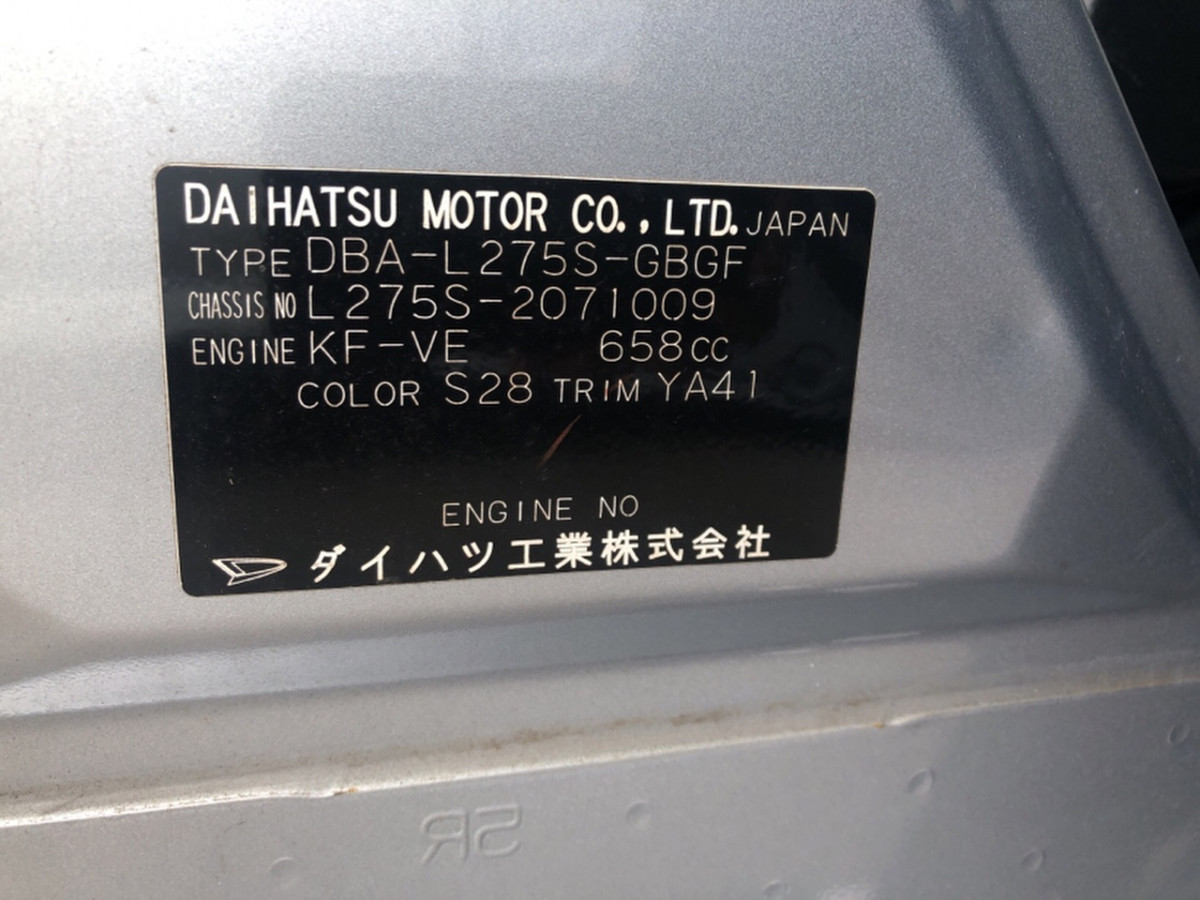 DAiHATSU MOTOR CO.,LTD. JAPAN
TYPE DBA-L275S-GBGF
CHASSIS NO L275S-2071009
ENGINE KF-VE 658CC
COLOR S28 TRIM YA41
ENGINE NO
ダイハツ工業株式会社
SR